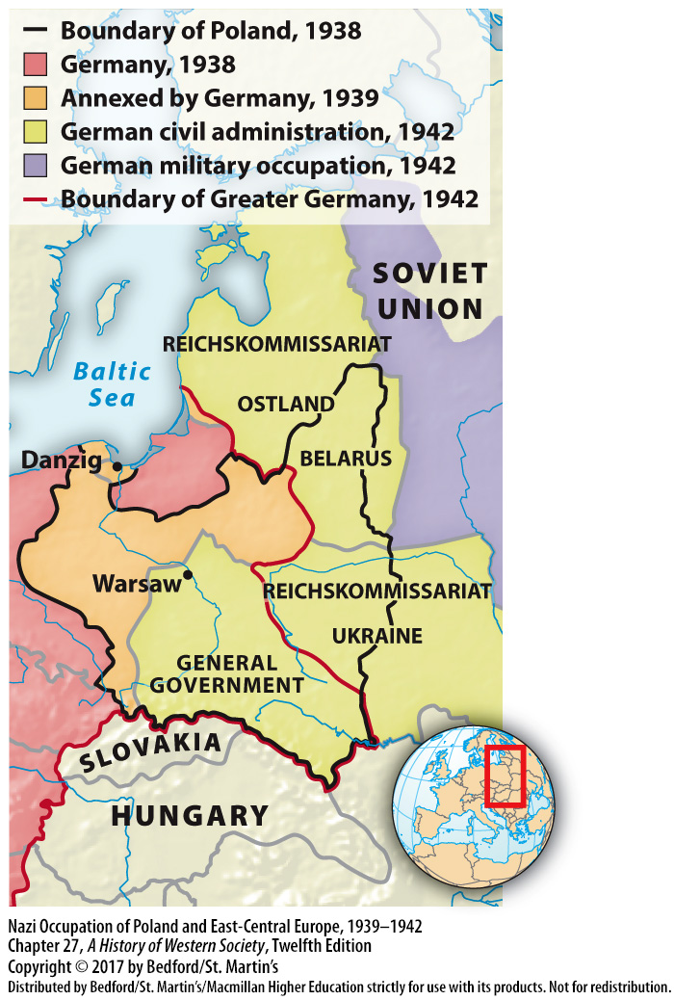 Boundary of Poland, 1938
Germany, 1938
Annexed by Germany, 1939
German civil administration, 1942
German military occupation, 1942
Boundary of Greater Germany, 1942
SOVIET
UNION
REICHSKOMMISSARIAT
Baltic
Sea
OSTLAND
Danzig
BELARUS
Warsaw
REICHSKOMMISSARIAT
UKRAINE
GENERAL
GOVERNMENT
SLOVAKIA
HUNGARY
Nazi Occupation of Poland and East-Central Europe, 1939–1942
Chapter 27, A History of Western Society, Twelfth Edition
Copyright © 2017 by Bedford/St. Martin's
Distributed by Bedford/St. Martin's/Macmillan Higher Education strictly for use with its products. Not for redistribution.